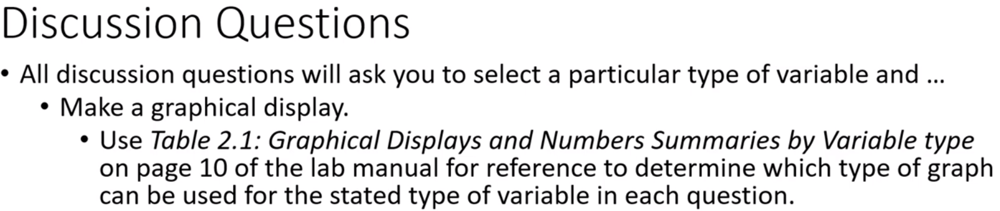 Discussion Questions
• All discussion questions will ask you to select a particular type of variable and ...
• Make a graphical display.
• Use Table 2.1: Graphical Displays and Numbers Summaries by Variable type
on page 10 of the lab manual for reference to determine which type of graph
can be used for the stated type of variable in each question.